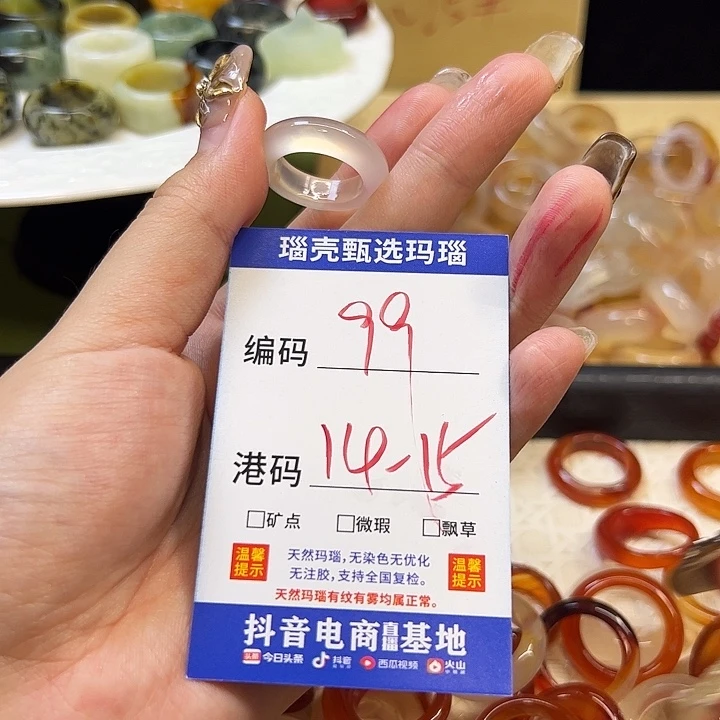 瑙壳甄选玛瑙
编码 99
港码 14-15
□矿点 □微瑕 □飘草
温馨提示
天然玛瑙，无染色无优化
无注胶，支持全国复检。
天然玛瑙有纹有雾均属正常。
温馨提示
抖音电商直播基地
头条 今日头条 抖音 西瓜视频 火山